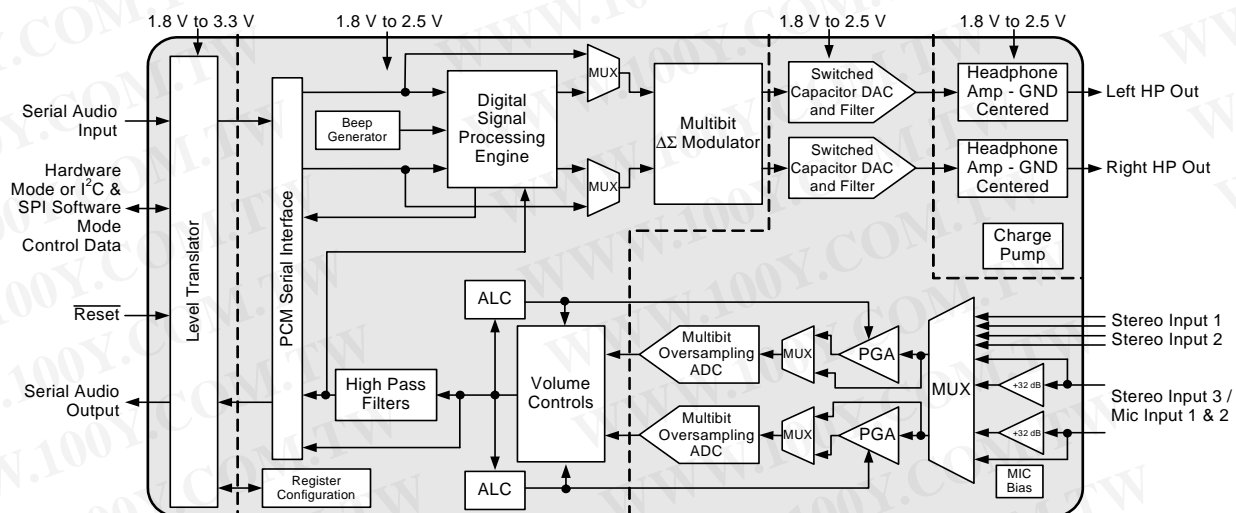 1.8 V to 3.3 V
1.8 V to 2.5 V
1.8 V to 2.5 V
1.8 V to 2.5 V
Serial Audio
Input
Hardware
Mode or I²C &
SPI Software
Mode
Control Data
Reset
Serial Audio
Output
Level Translator
PCM Serial Interface
Beep
Generator
Digital
Signal
Processing
Engine
MUX
MUX
Multibit
ΔΣ Modulator
Switched
Capacitor DAC
and Filter
Switched
Capacitor DAC
and Filter
Headphone
Amp - GND
Centered
Headphone
Amp - GND
Centered
Left HP Out
Right HP Out
Charge
Pump
ALC
ALC
High Pass
Filters
Volume
Controls
Register
Configuration
Multibit
Oversampling
ADC
Multibit
Oversampling
ADC
MUX
MUX
PGA
PGA
MUX
+32 dB
+32 dB
MIC
Bias
Stereo Input 1
Stereo Input 2
Stereo Input 3 /
Mic Input 1 & 2
WWW.100Y.COM.TW